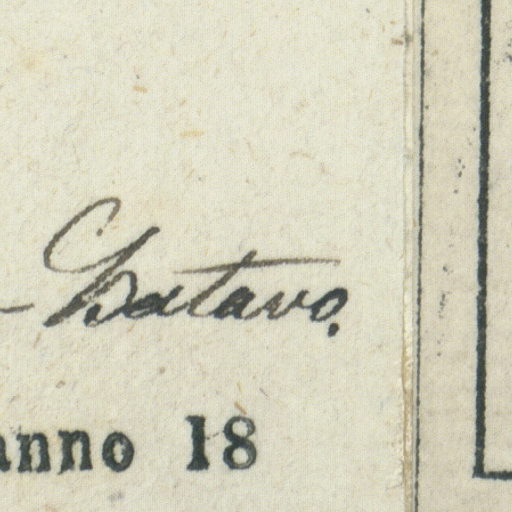 - Batavo.
anno 18